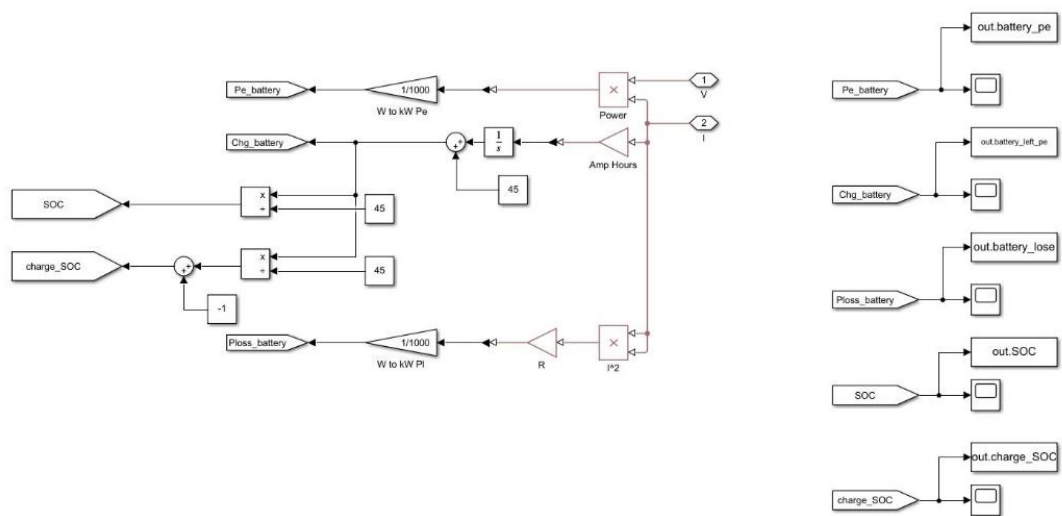 out.battery_pe
Pe_battery
1/1000
W to kW Pe
×
Power
1
V
Pe_battery
2
I
Chg_battery
+
+
1
s
Amp Hours
out.battery_left_pe
45
Chg_battery
SOC
x
÷
45
charge_SOC
+
+
x
÷
45
out.battery_lose
-1
Ploss_battery
Ploss_battery
1/1000
W to kW Pl
R
×
I^2
out.SOC
SOC
out.charge_SOC
charge_SOC